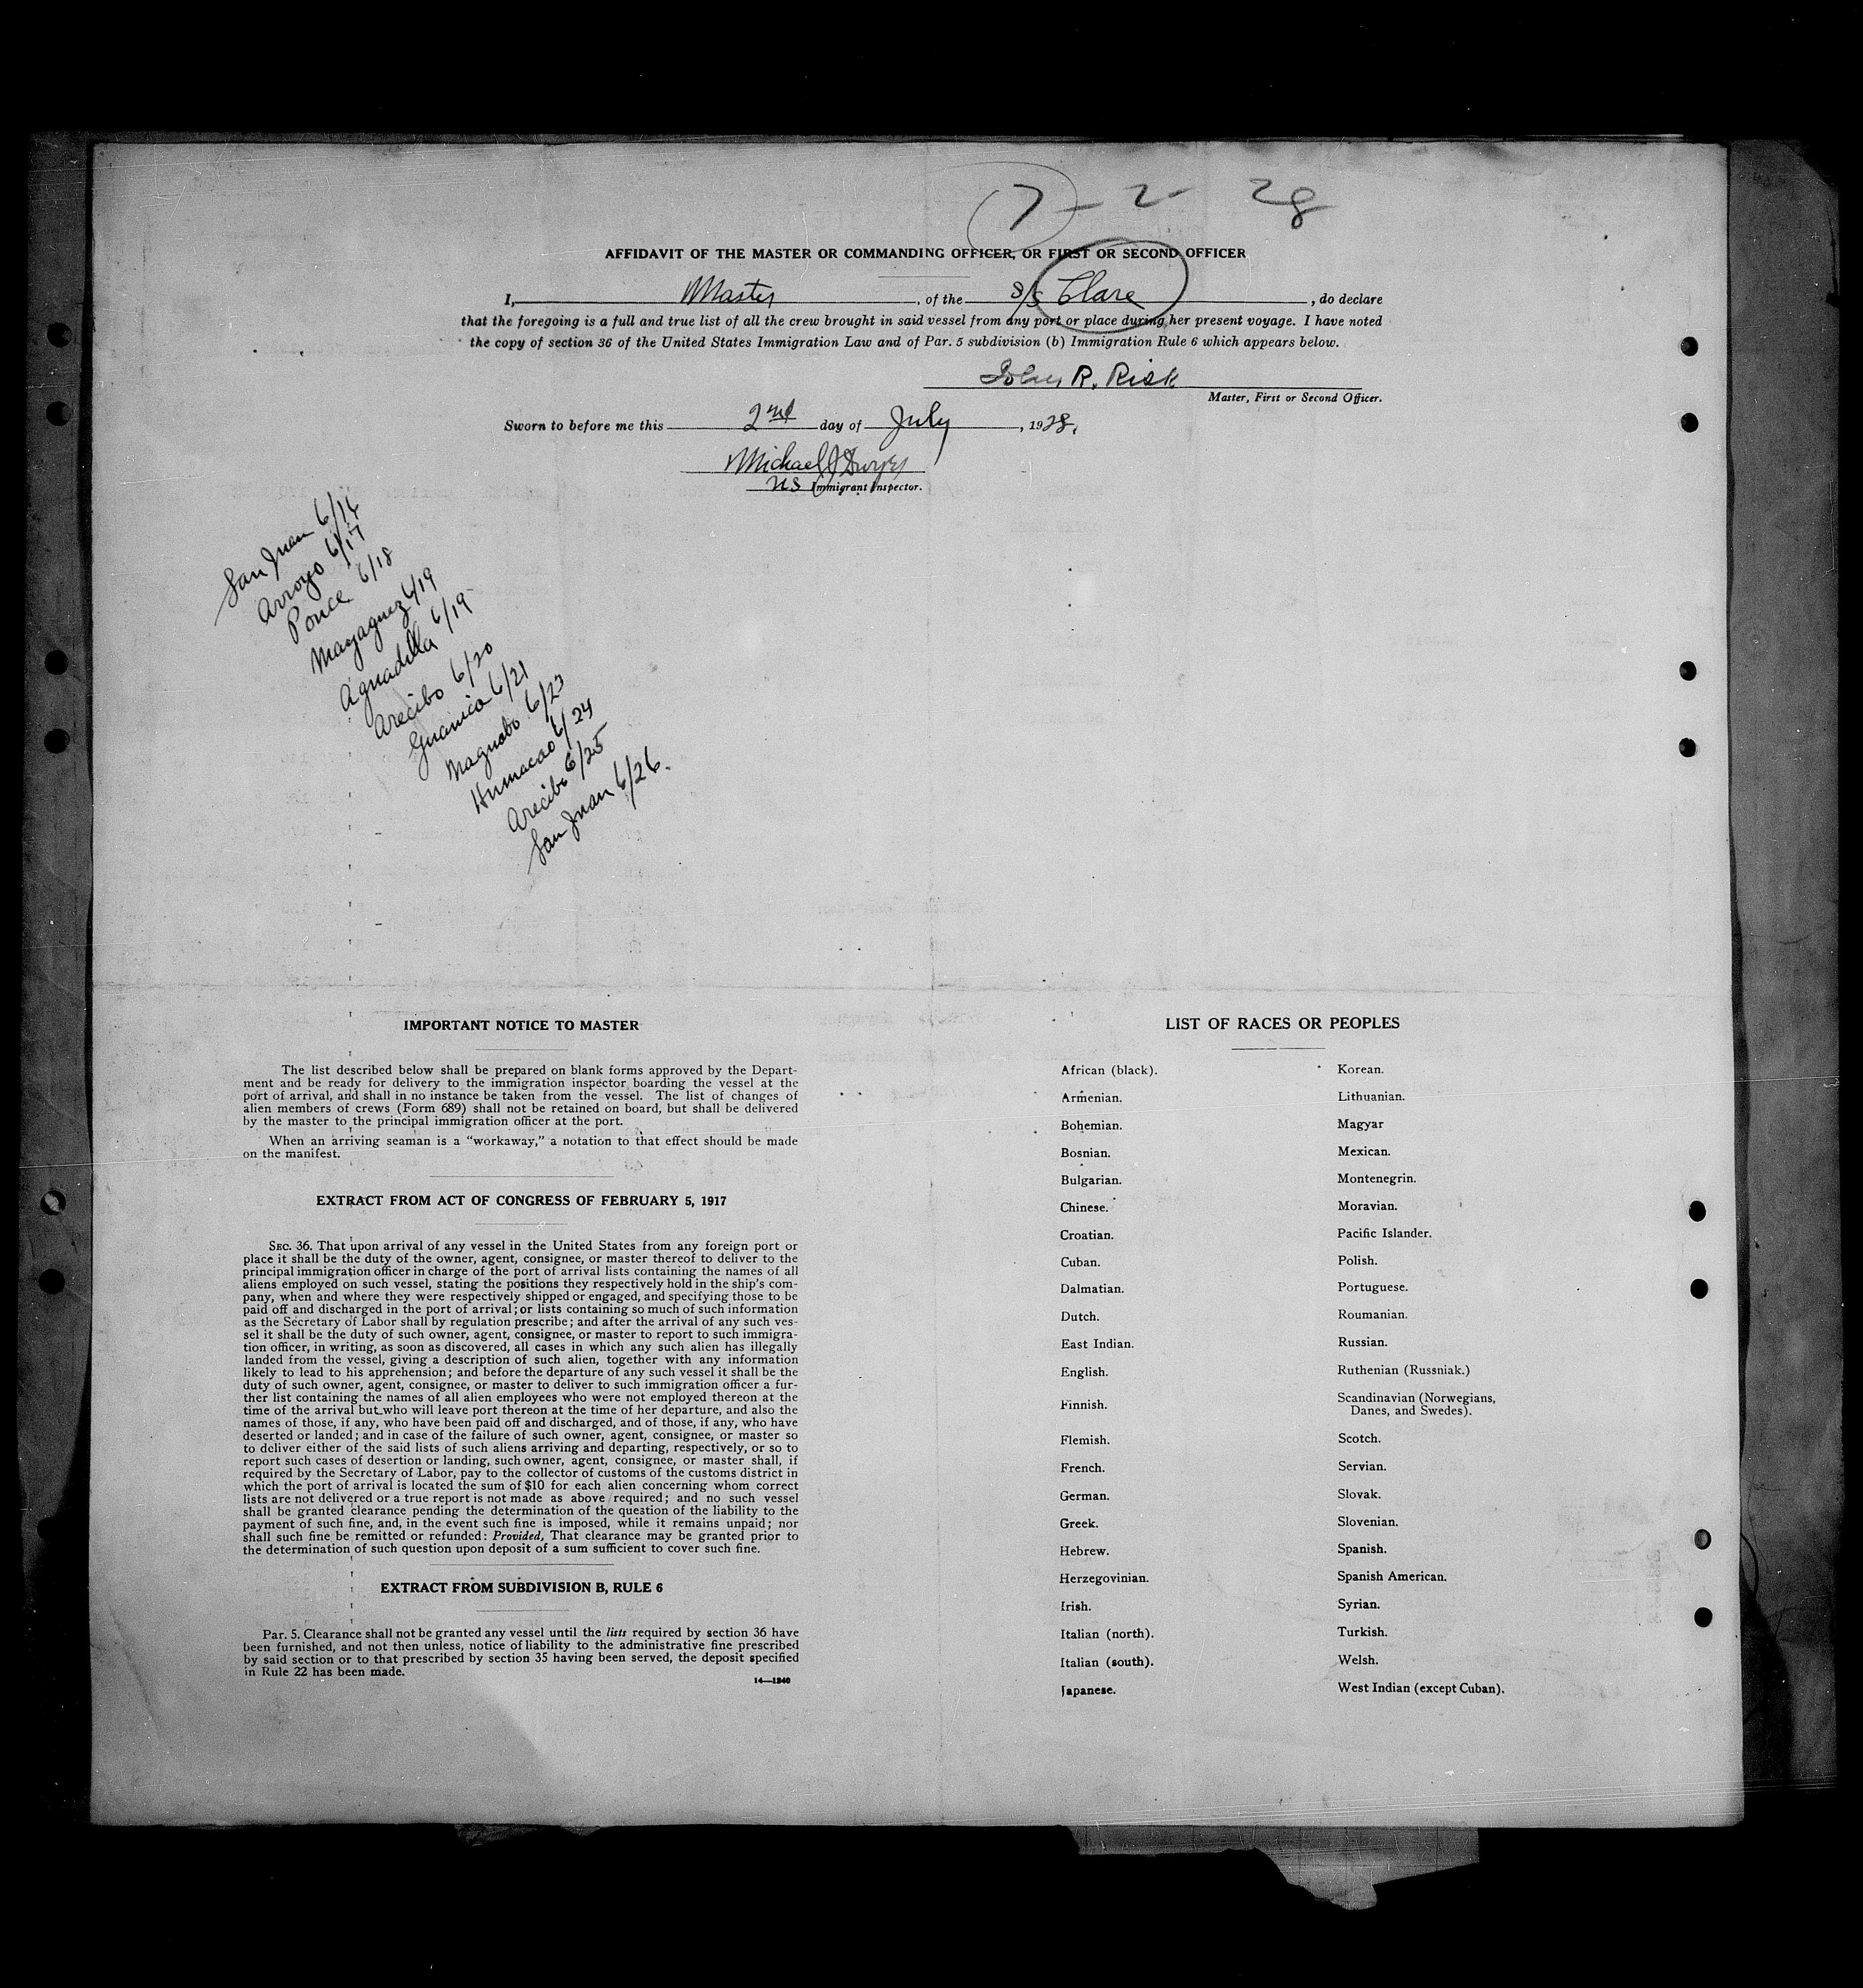 7-2-28
AFFIDAVIT OF THE MASTER OR COMMANDING OFFICER, OR FIRST OR SECOND OFFICER
I, Master, of the S/S Clare, do declare
that the foregoing is a full and true list of all the crew brought in said vessel from any port or place during her present voyage. I have noted
the copy of section 36 of the United States Immigration Law and of Par. 5 subdivision (b) Immigration Rule 6 which appears below.
John R. Risk
Master, First or Second Officer.
Sworn to before me this 2nd day of July, 1928.
Michael J Dwyer
US Immigrant Inspector.
San Juan 6/14
Arroyo 6/17
Ponce 6/18
Mayaguez 6/19
Aguadilla 6/19
Arecibo 6/20
Guanica 6/21
Naguabo 6/23
Humacao 6/24
Arecibo 6/25
San Juan 6/26.
IMPORTANT NOTICE TO MASTER
The list described below shall be prepared on blank forms approved by the Depart-
ment and be ready for delivery to the immigration inspector boarding the vessel at the
port of arrival, and shall in no instance be taken from the vessel. The list of changes of
alien members of crews (Form 689) shall not be retained on board, but shall be delivered
by the master to the principal immigration officer at the port.
When an arriving seaman is a "workaway," a notation to that effect should be made
on the manifest.
EXTRACT FROM ACT OF CONGRESS OF FEBRUARY 5, 1917
SEC. 36. That upon arrival of any vessel in the United States from any foreign port or
place it shall be the duty of the owner, agent, consignee, or master thereof to deliver to the
principal immigration officer in charge of the port of arrival lists containing the names of all
aliens employed on such vessel, stating the positions they respectively hold in the ship's com-
pany, when and where they were respectively shipped or engaged, and specifying those to be
paid off and discharged in the port of arrival; or lists containing so much of such information
as the Secretary of Labor shall by regulation prescribe; and after the arrival of any such ves-
sel it shall be the duty of such owner, agent, consignee, or master to report to such immigra-
tion officer, in writing, as soon as discovered, all cases in which any such alien has illegally
landed from the vessel, giving a description of such alien, together with any information
likely to lead to his apprehension; and before the departure of any such vessel it shall be the
duty of such owner, agent, consignee, or master to deliver to such immigration officer a fur-
ther list containing the names of all alien employees who were not employed thereon at the
time of the arrival but who will leave port thereon at the time of her departure, and also the
names of those, if any, who have been paid off and discharged, and of those, if any, who have
deserted or landed; and in case of the failure of such owner, agent, consignee, or master so
to deliver either of the said lists of such aliens arriving and departing, respectively, or so to
report such cases of desertion or landing, such owner, agent, consignee, or master shall, if
required by the Secretary of Labor, pay to the collector of customs of the customs district in
which the port of arrival is located the sum of $10 for each alien concerning whom correct
lists are not delivered or a true report is not made as above required; and no such vessel
shall be granted clearance pending the determination of the question of the liability to the
payment of such fine, and, in the event such fine is imposed, while it remains unpaid; nor
shall such fine be remitted or refunded: Provided, That clearance may be granted prior to
the determination of such question upon deposit of a sum sufficient to cover such fine.
EXTRACT FROM SUBDIVISION B, RULE 6
Par. 5. Clearance shall not be granted any vessel until the lists required by section 36 have
been furnished, and not then unless, notice of liability to the administrative fine prescribed
by said section or to that prescribed by section 35 having been served, the deposit specified
in Rule 22 has been made.
14—1240
LIST OF RACES OR PEOPLES
African (black).
Armenian.
Bohemian.
Bosnian.
Bulgarian.
Chinese.
Croatian.
Cuban.
Dalmatian.
Dutch.
East Indian.
English.
Finnish.
Flemish.
French.
German.
Greek.
Hebrew.
Herzegovinian.
Irish.
Italian (north).
Italian (south).
Japanese.
Korean.
Lithuanian.
Magyar
Mexican.
Montenegrin.
Moravian.
Pacific Islander.
Polish.
Portuguese.
Roumanian.
Russian.
Ruthenian (Russniak.)
Scandinavian (Norwegians,
Danes, and Swedes).
Scotch.
Servian.
Slovak.
Slovenian.
Spanish.
Spanish American.
Syrian.
Turkish.
Welsh.
West Indian (except Cuban).